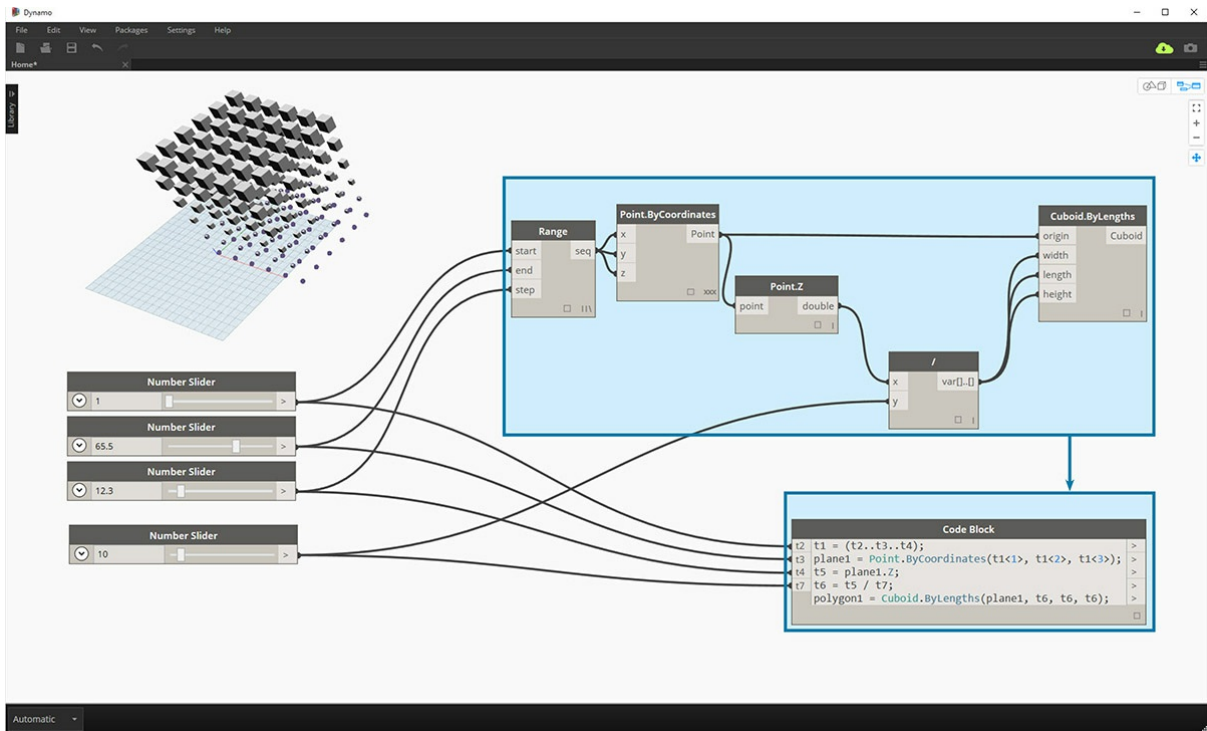 Dynamo
File Edit View Packages Settings Help
Home*
Library
Range
start seq
end
step
Point.ByCoordinates
x Point
y
z
xxx
Point.Z
point double
Cuboid.ByLengths
origin Cuboid
width
length
height
/
x var[]..[]
y
Number Slider
1 >
Number Slider
65.5 >
Number Slider
12.3 >
Number Slider
10 >
Code Block
t2 t1 = (t2..t3..t4); >
t3 plane1 = Point.ByCoordinates(t1<1>, t1<2>, t1<3>); >
t4 t5 = plane1.Z; >
t7 t6 = t5 / t7; >
polygon1 = Cuboid.ByLengths(plane1, t6, t6, t6); >
Automatic